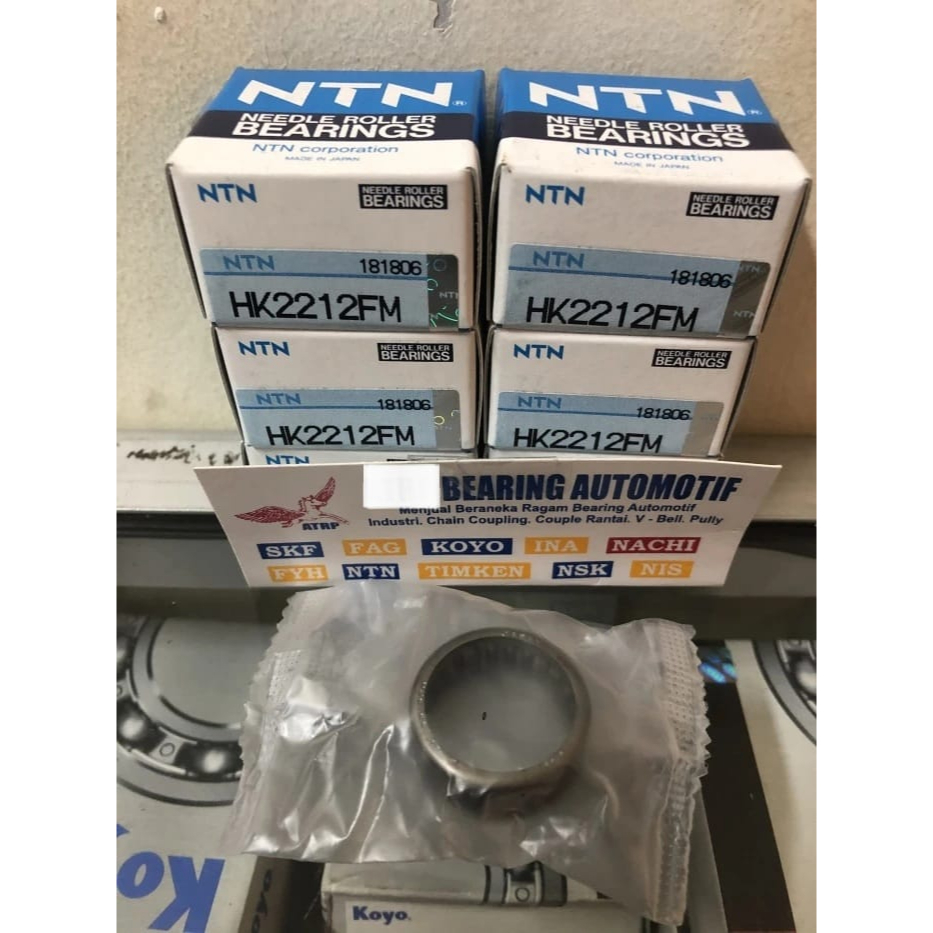 NTN®
NEEDLE ROLLER
BEARINGS
NTN corporation
MADE IN JAPAN
NTN®
NEEDLE ROLLER
BEARINGS
NTN corporation
MADE IN JAPAN
NTN NEEDLE ROLLER
BEARINGS
NTN 181806
HK2212FM
NTN NEEDLE ROLLER
BEARINGS
NTN 181806
HK2212FM
NTN NEEDLE ROLLER
BEARINGS
NTN 181806
HK2212FM
NTN NEEDLE ROLLER
BEARINGS
NTN 181806
HK2212FM
NTN
ATRP
BEARING AUTOMOTIF
Menjual Beraneka Ragam Bearing Automotif
Industri. Chain Coupling. Couple Rantai. V - Bell. Pully
SKF FAG KOYO INA NACHI
FYH NTN TIMKEN NSK NIS
Koyo
Koyo.